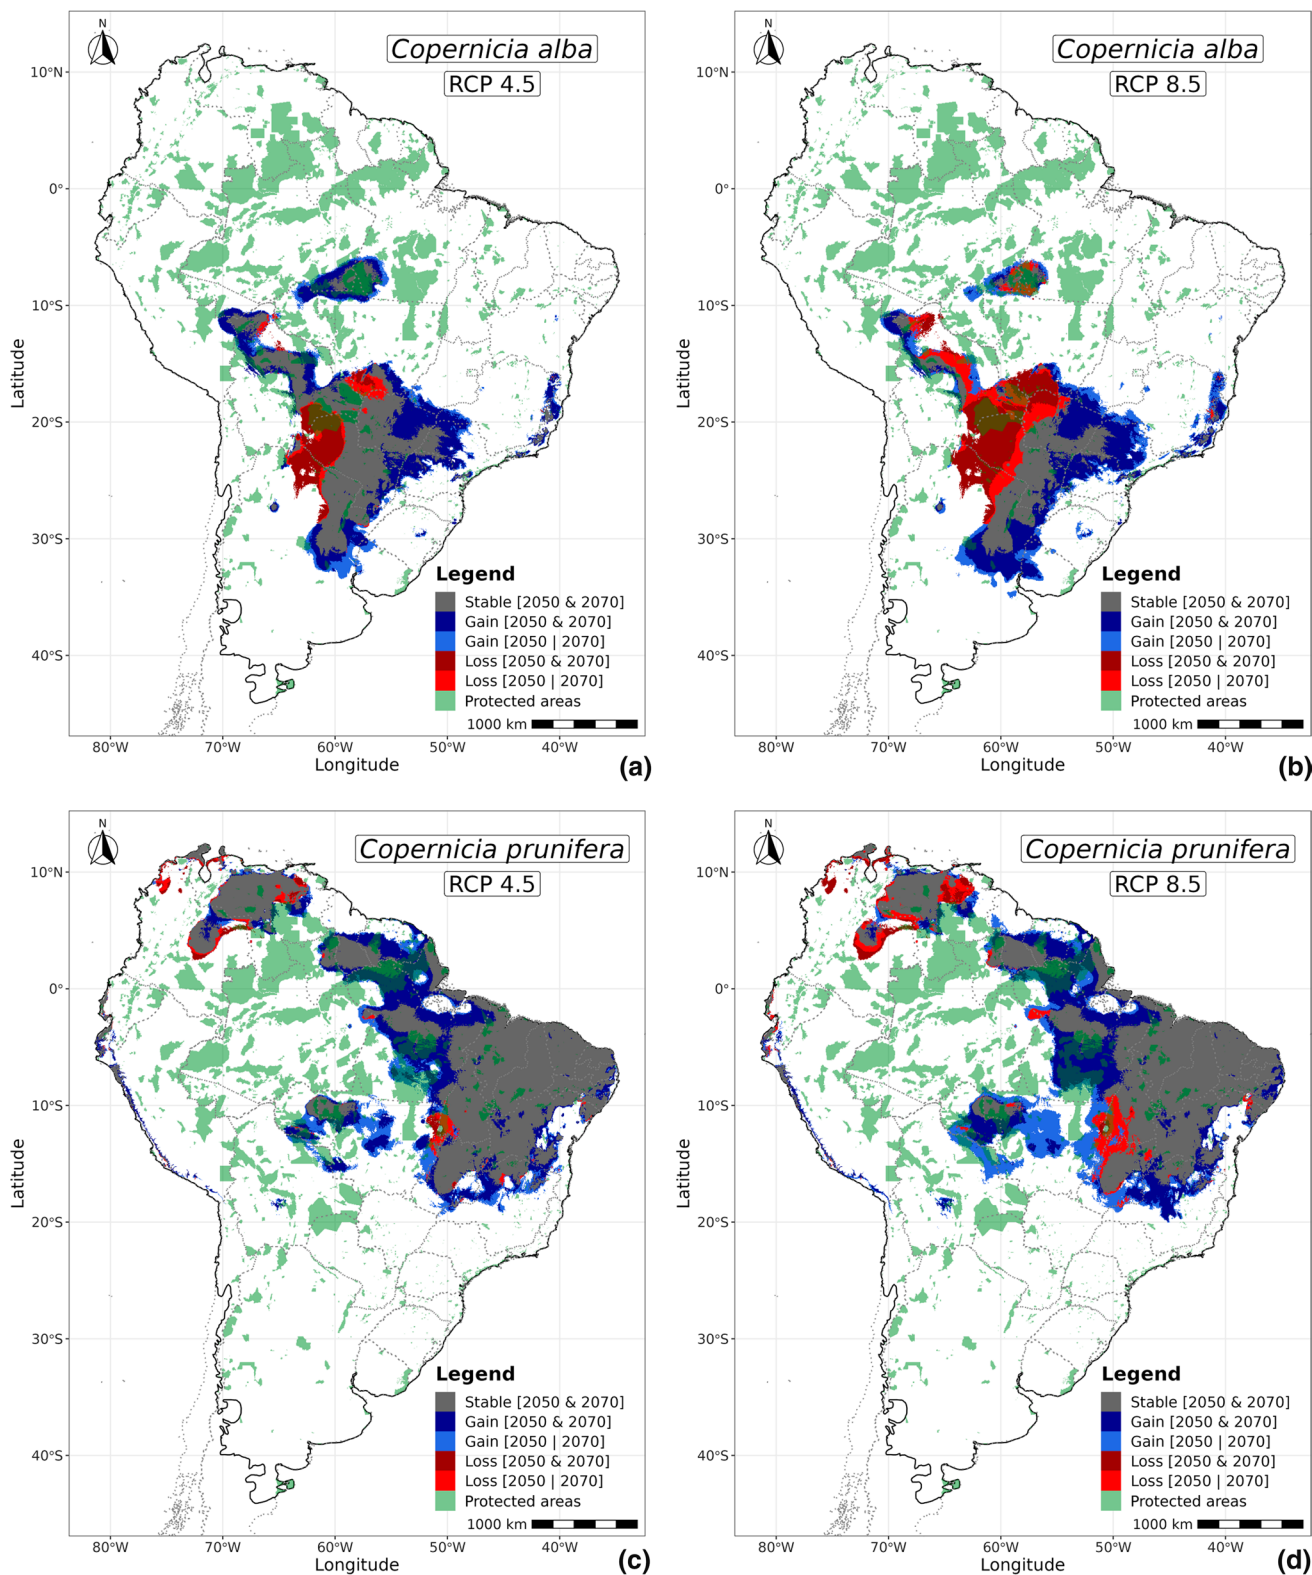 N
Copernicia alba
RCP 4.5
10°N
0°
10°S
20°S
30°S
40°S
Latitude
Legend
Stable [2050 & 2070]
Gain [2050 & 2070]
Gain [2050 | 2070]
Loss [2050 & 2070]
Loss [2050 | 2070]
Protected areas
1000 km
80°W 70°W 60°W 50°W 40°W
Longitude
(a)
N
Copernicia alba
RCP 8.5
10°N
0°
10°S
20°S
30°S
40°S
Latitude
Legend
Stable [2050 & 2070]
Gain [2050 & 2070]
Gain [2050 | 2070]
Loss [2050 & 2070]
Loss [2050 | 2070]
Protected areas
1000 km
80°W 70°W 60°W 50°W 40°W
Longitude
(b)
N
Copernicia prunifera
RCP 4.5
10°N
0°
10°S
20°S
30°S
40°S
Latitude
Legend
Stable [2050 & 2070]
Gain [2050 & 2070]
Gain [2050 | 2070]
Loss [2050 & 2070]
Loss [2050 | 2070]
Protected areas
1000 km
80°W 70°W 60°W 50°W 40°W
Longitude
(c)
N
Copernicia prunifera
RCP 8.5
10°N
0°
10°S
20°S
30°S
40°S
Latitude
Legend
Stable [2050 & 2070]
Gain [2050 & 2070]
Gain [2050 | 2070]
Loss [2050 & 2070]
Loss [2050 | 2070]
Protected areas
1000 km
80°W 70°W 60°W 50°W 40°W
Longitude
(d)